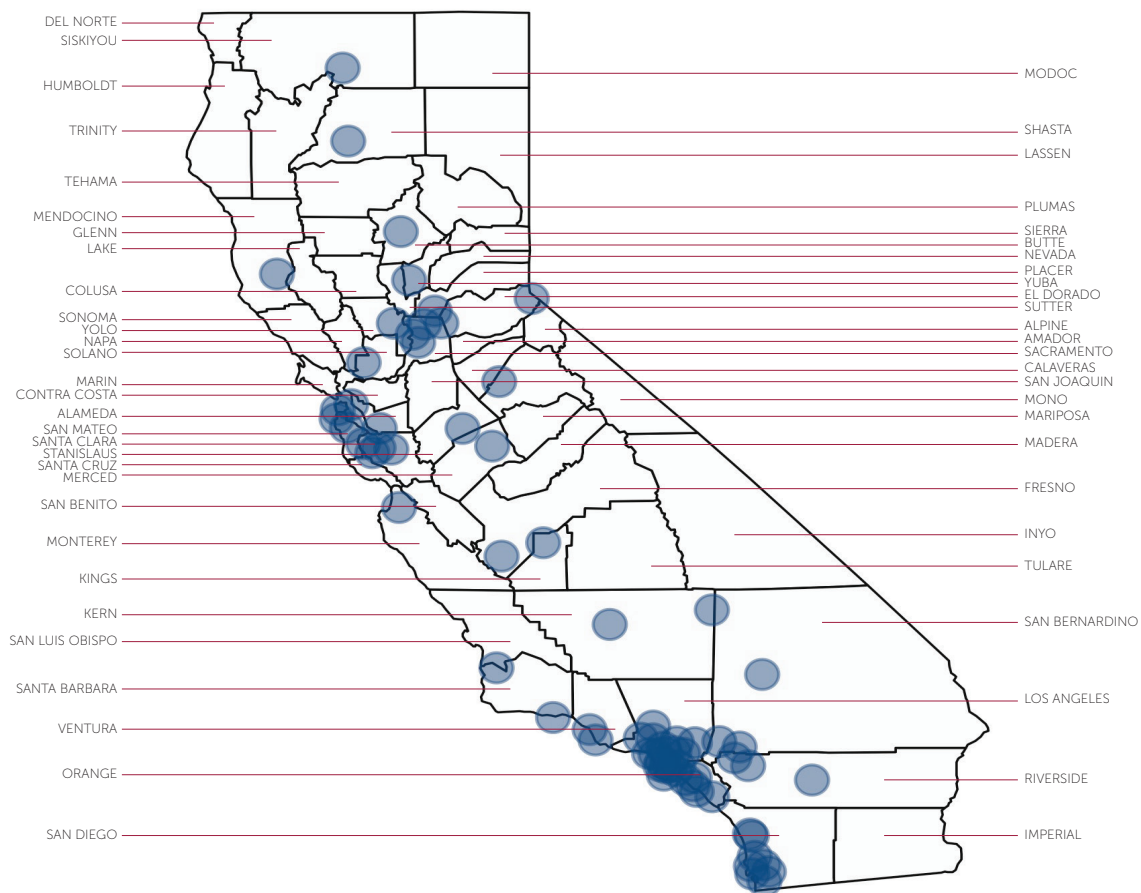 DEL NORTE
SISKIYOU
HUMBOLDT
TRINITY
TEHAMA
MENDOCINO
GLENN
LAKE
COLUSA
SONOMA
YOLO
NAPA
SOLANO
MARIN
CONTRA COSTA
ALAMEDA
SAN MATEO
SANTA CLARA
STANISLAUS
SANTA CRUZ
MERCED
SAN BENITO
MONTEREY
KINGS
KERN
SAN LUIS OBISPO
SANTA BARBARA
VENTURA
ORANGE
SAN DIEGO
MODOC
SHASTA
LASSEN
PLUMAS
SIERRA
BUTTE
NEVADA
PLACER
YUBA
EL DORADO
SUTTER
ALPINE
AMADOR
SACRAMENTO
CALAVERAS
SAN JOAQUIN
MONO
MARIPOSA
MADERA
FRESNO
INYO
TULARE
SAN BERNARDINO
LOS ANGELES
RIVERSIDE
IMPERIAL